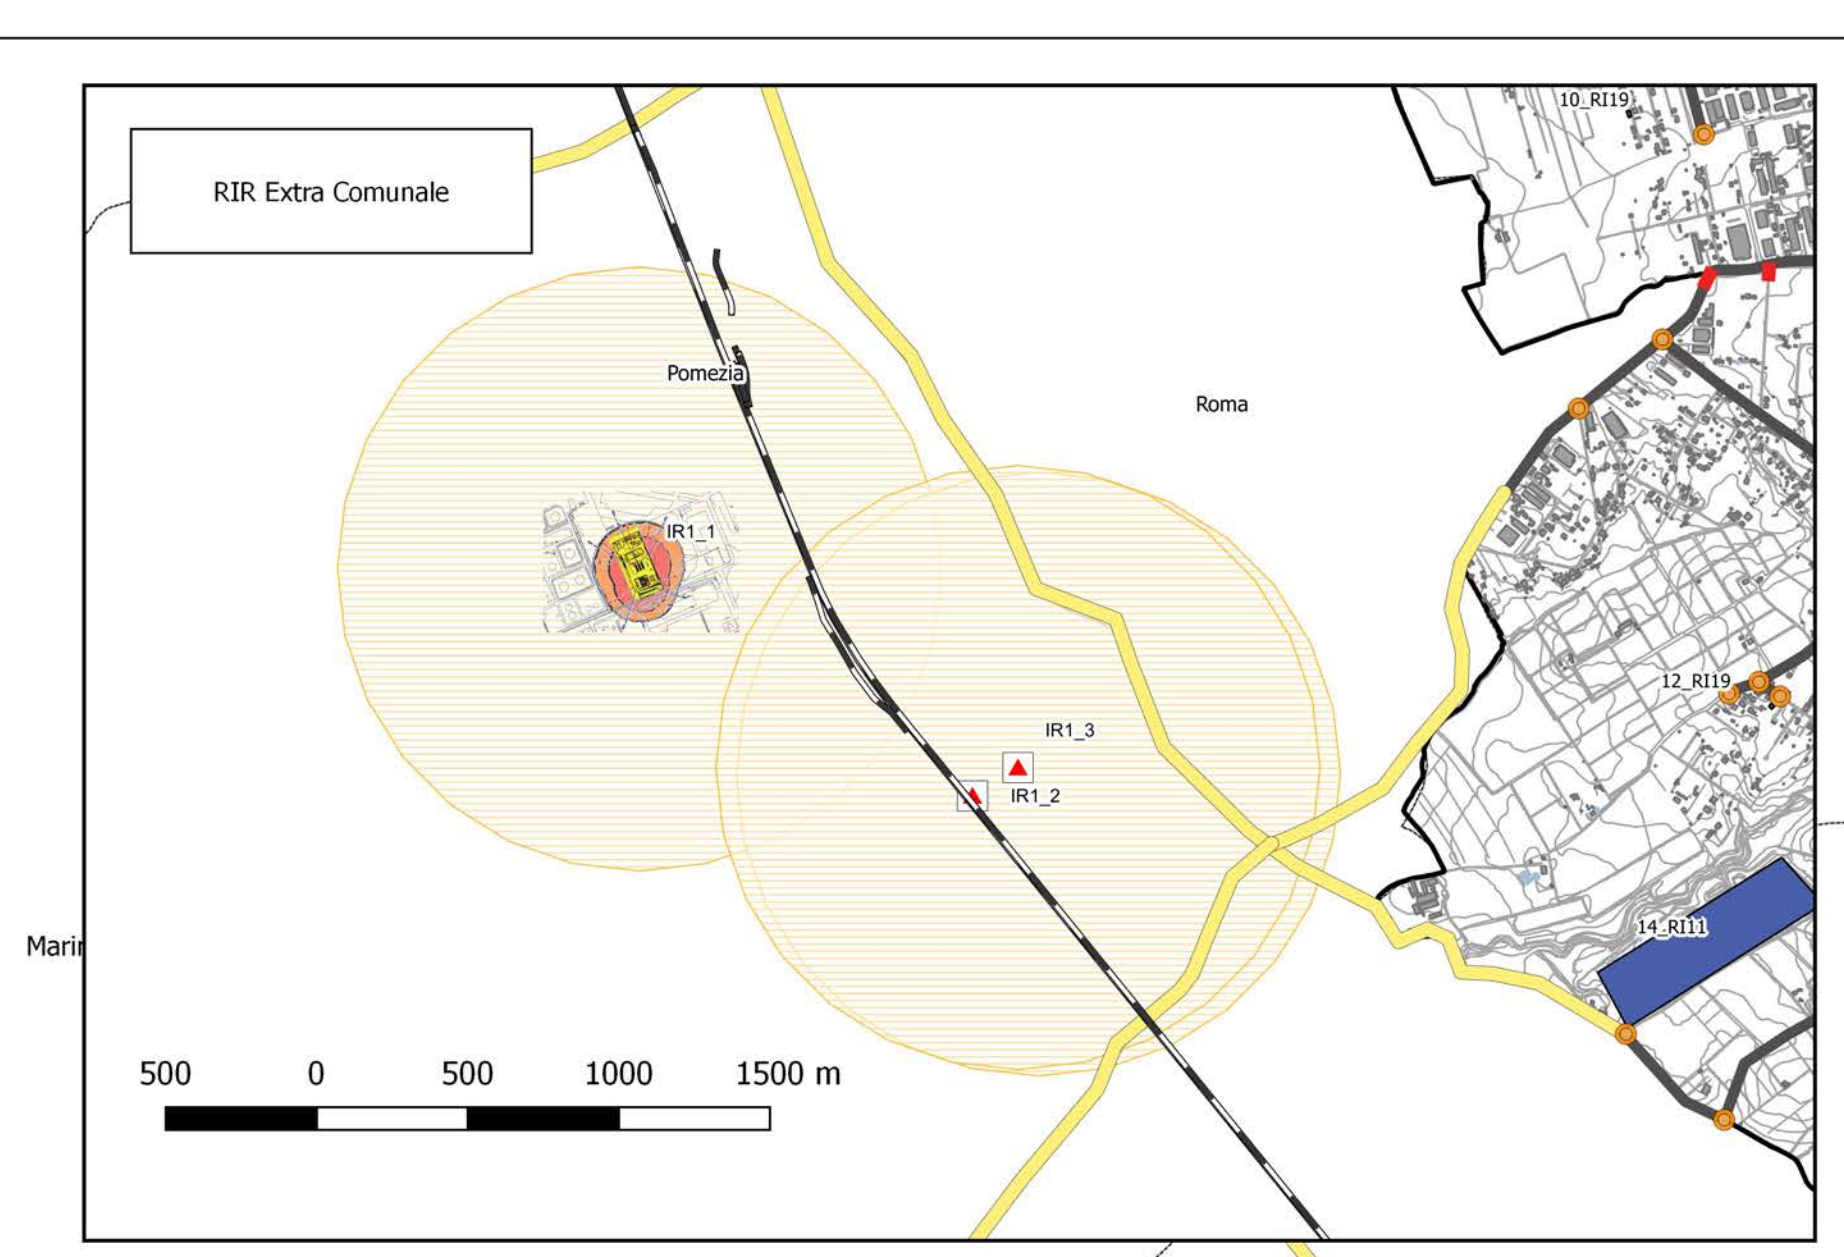 10_RI19
RIR Extra Comunale
Pomezia
Roma
IR1_1
12_RI19
IR1_3
IR1_2
14_RI11
500 0 500 1000 1500 m